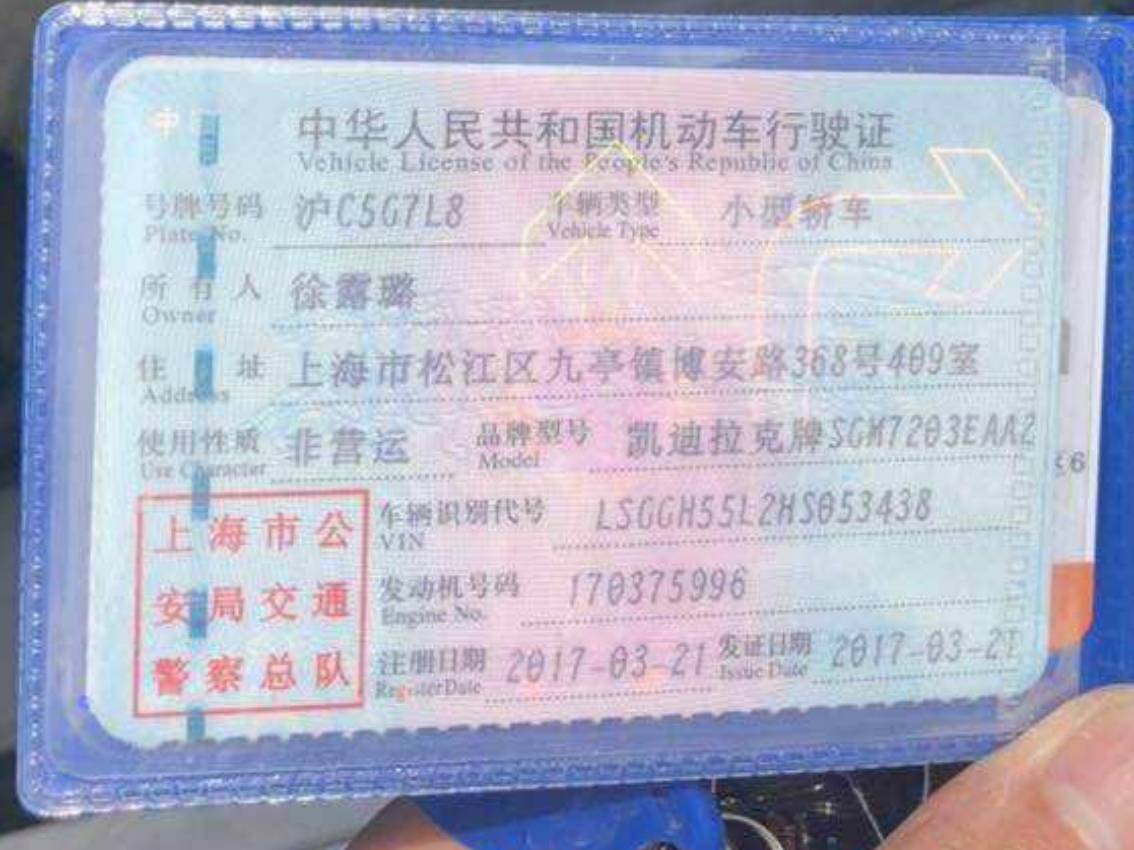 中华人民共和国机动车行驶证
Vehicle License of the People's Republic of China
号牌号码 沪C5G7L8 车辆类型 小型轿车
Plate No. Vehicle Type
所有人 徐露璐
Owner
住址 上海市松江区九亭镇博安路368号409室
Address
使用性质 非营运 品牌型号 凯迪拉克牌SGM7203EAA2
Use Character Model
上海市公安局交通警察总队
车辆识别代号 LSGGH55L2HS053438
VIN
发动机号码 170375996
Engine No.
注册日期 2017-03-21 发证日期 2017-03-21
Register Date Issue Date